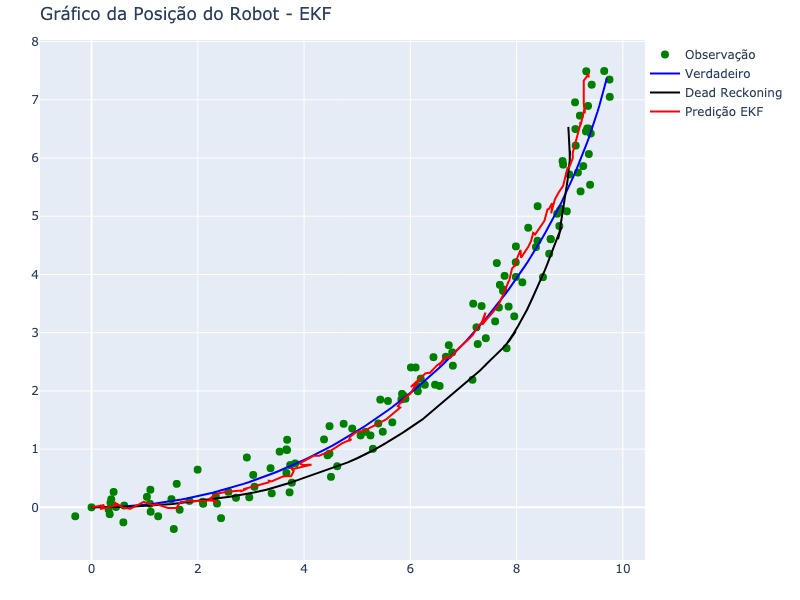 Gráfico da Posição do Robot - EKF
Observação
Verdadeiro
Dead Reckoning
Predição EKF
8
7
6
5
4
3
2
1
0
0 2 4 6 8 10